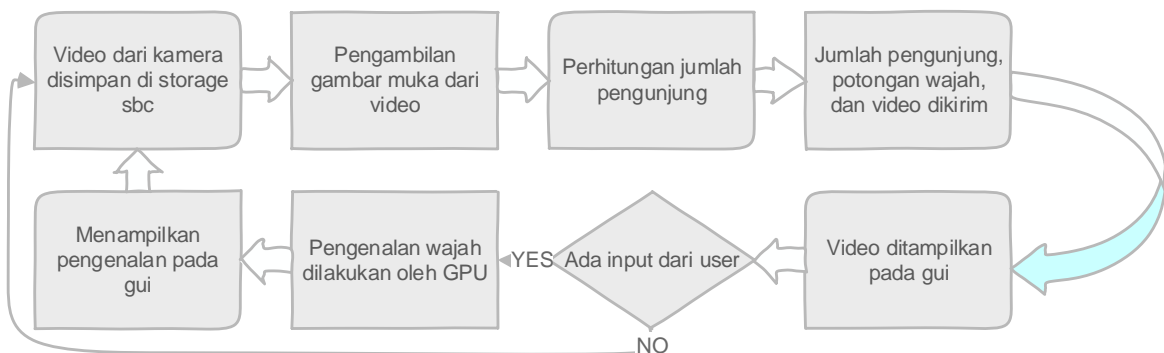 Video dari kamera
disimpan di storage
sbc
Pengambilan
gambar muka dari
video
Perhitungan jumlah
pengunjung
Jumlah pengunjung,
potongan wajah,
dan video dikirim
Menampilkan
pengenalan pada
gui
Pengenalan wajah
dilakukan oleh GPU
YES
Ada input dari user
Video ditampilkan
pada gui
NO